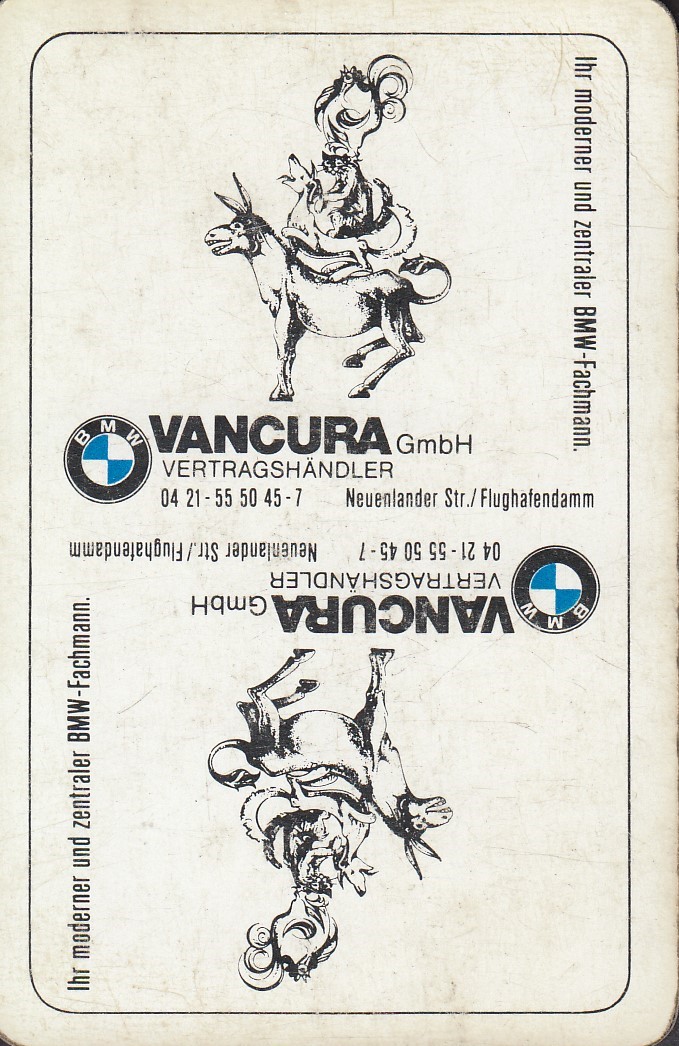 Ihr moderner und zentraler BMW-Fachmann.
BMW
VANCURA GmbH
VERTRAGSHÄNDLER
04 21 - 55 50 45 - 7 Neuenlander Str./Flughafendamm
04 21 - 55 50 45 - 7 Neuenlander Str./Flughafendamm
VERTRAGSHÄNDLER
VANCURA GmbH
BMW
Ihr moderner und zentraler BMW-Fachmann.